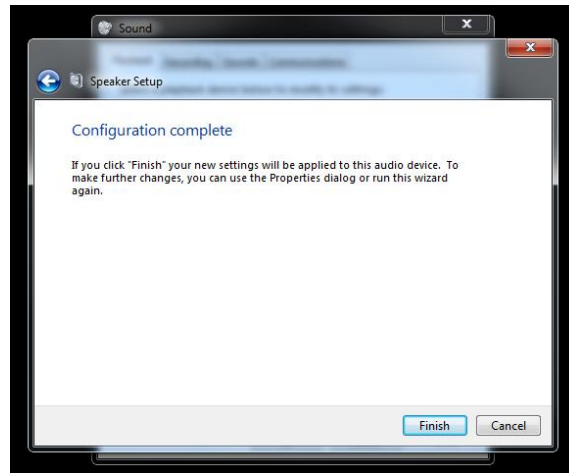 Sound
Speaker Setup
Configuration complete
If you click "Finish" your new settings will be applied to this audio device. To
make further changes, you can use the Properties dialog or run this wizard
again.
Finish
Cancel